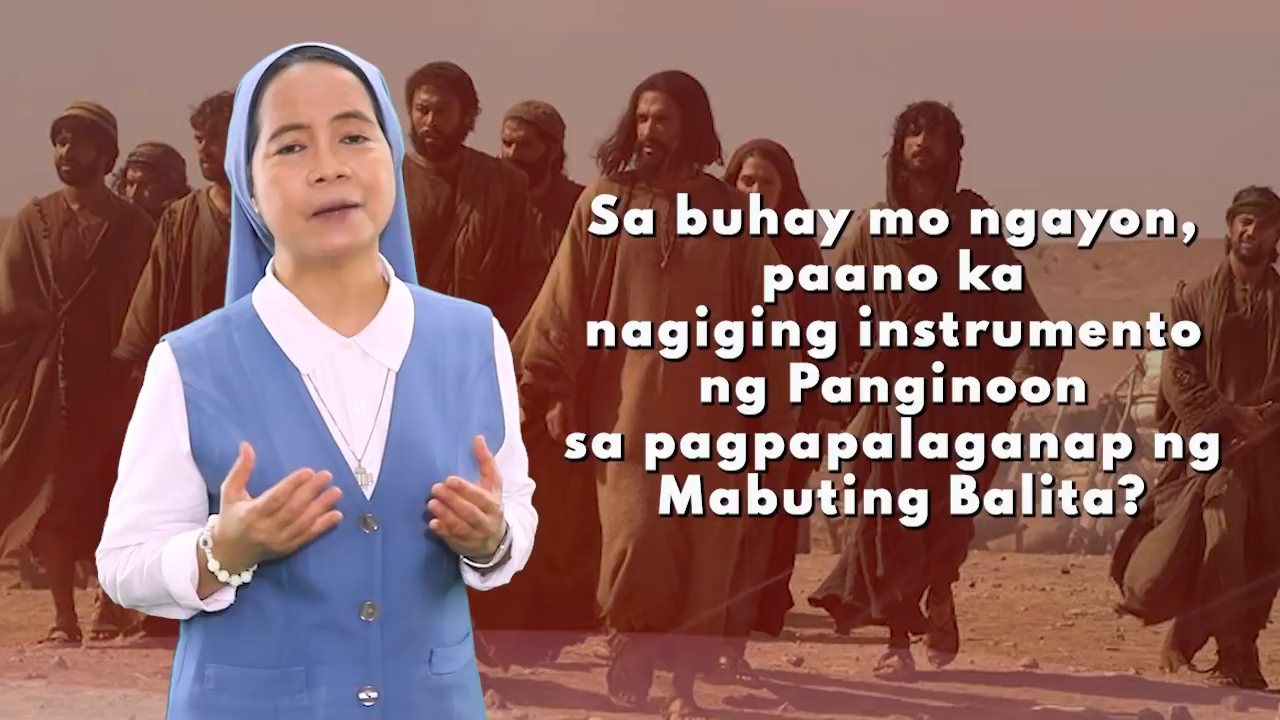 Sa buhay mo ngayon,
paano ka
nagiging instrumento
ng Panginoon
sa pagpapalaganap ng
Mabuting Balita?